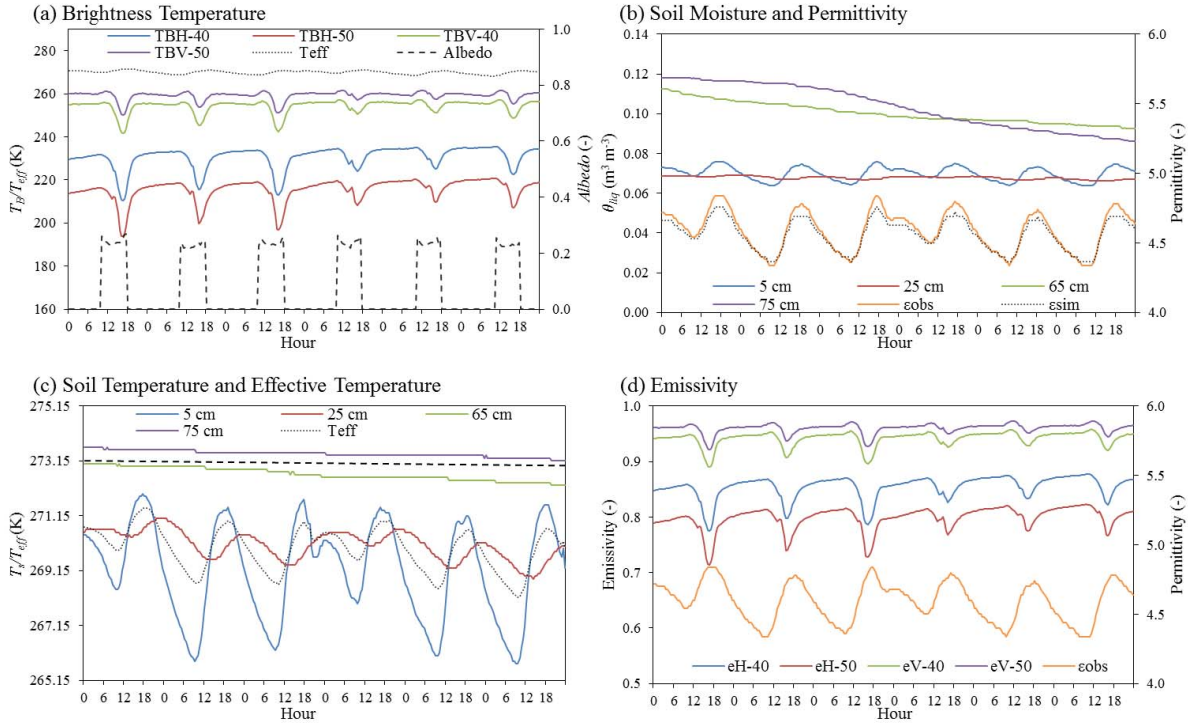 (a) Brightness Temperature
TBH-40 TBH-50 TBV-40
TBV-50 Teff Albedo
280
260
240
220
200
180
160
1.0
0.8
0.6
0.4
0.2
0.0
T_B/T_eff (K)
Albedo (-)
0 6 12 18 0 6 12 18 0 6 12 18 0 6 12 18 0 6 12 18 0 6 12 18
Hour
(b) Soil Moisture and Permittivity
0.14
0.12
0.10
0.08
0.06
0.04
0.02
0.00
6.0
5.5
5.0
4.5
4.0
θ_liq (m³ m⁻³)
Permittivity (-)
5 cm 25 cm 65 cm
75 cm εobs εsim
0 6 12 18 0 6 12 18 0 6 12 18 0 6 12 18 0 6 12 18 0 6 12 18
Hour
(c) Soil Temperature and Effective Temperature
5 cm 25 cm 65 cm
75 cm Teff
275.15
273.15
271.15
269.15
267.15
265.15
T_s/T_eff (K)
0 6 12 18 0 6 12 18 0 6 12 18 0 6 12 18 0 6 12 18 0 6 12 18
Hour
(d) Emissivity
1.0
0.9
0.8
0.7
0.6
0.5
6.0
5.5
5.0
4.5
4.0
Emissivity (-)
Permittivity (-)
eH-40 eH-50 eV-40 eV-50 εobs
0 6 12 18 0 6 12 18 0 6 12 18 0 6 12 18 0 6 12 18 0 6 12 18
Hour